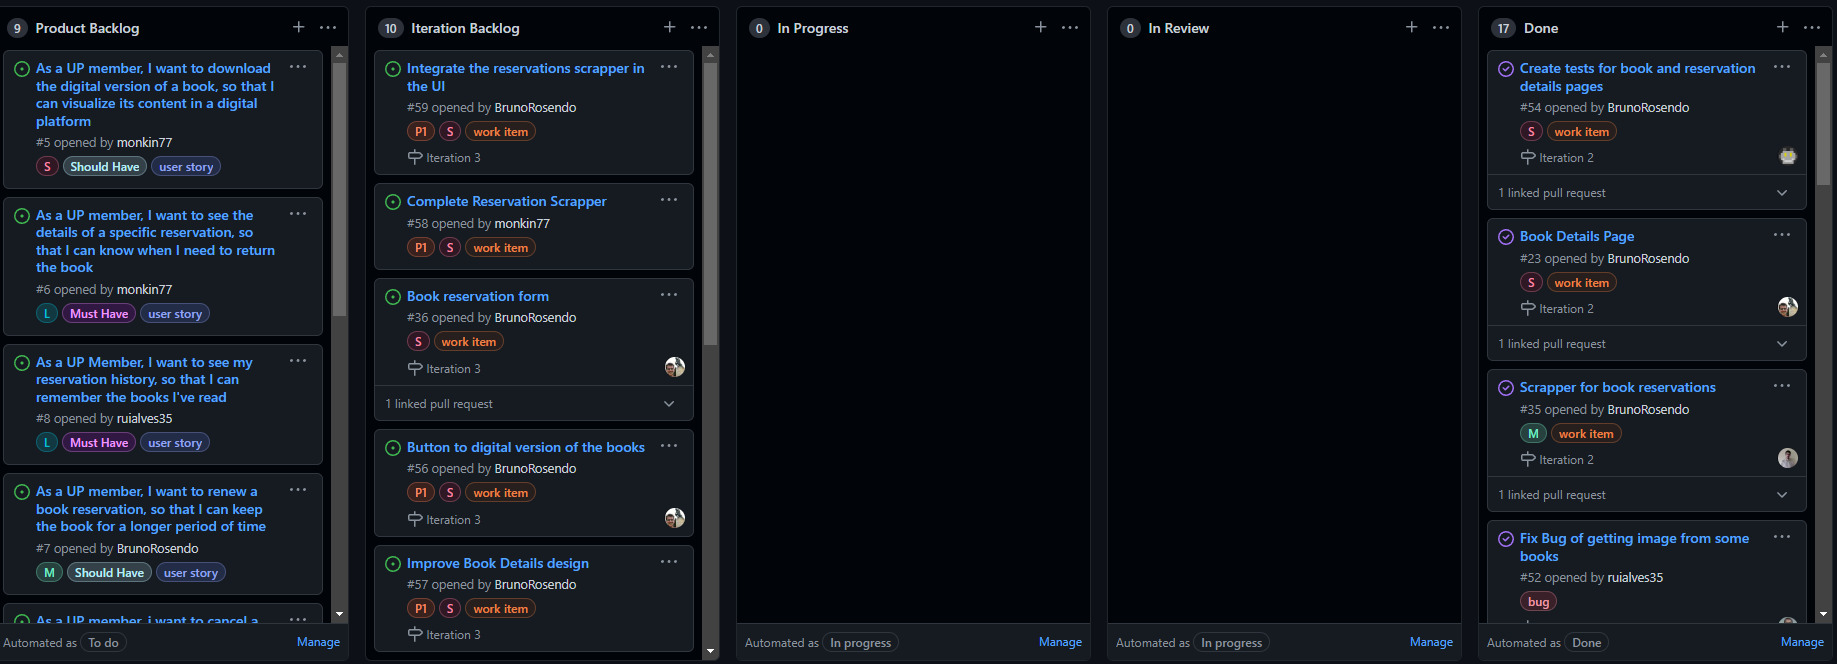 9 Product Backlog
As a UP member, I want to download
the digital version of a book, so that I
can visualize its content in a digital
platform
#5 opened by monkin77
S Should Have user story
As a UP member, I want to see the
details of a specific reservation, so
that I can know when I need to return
the book
#6 opened by monkin77
L Must Have user story
As a UP Member, I want to see my
reservation history, so that I can
remember the books I've read
#8 opened by ruialves35
L Must Have user story
As a UP member, I want to renew a
book reservation, so that I can keep
the book for a longer period of time
#7 opened by BrunoRosendo
M Should Have user story
As a UP member, i want to cancel a
Automated as To do Manage
10 Iteration Backlog
Integrate the reservations scrapper in
the UI
#59 opened by BrunoRosendo
P1 S work item
Iteration 3
Complete Reservation Scrapper
#58 opened by monkin77
P1 S work item
Book reservation form
#36 opened by BrunoRosendo
S work item
Iteration 3
1 linked pull request
Button to digital version of the books
#56 opened by BrunoRosendo
P1 S work item
Iteration 3
Improve Book Details design
#57 opened by BrunoRosendo
P1 S work item
Iteration 3
0 In Progress
Automated as In progress Manage
0 In Review
Automated as In progress Manage
17 Done
Create tests for book and reservation
details pages
#54 opened by BrunoRosendo
S work item
Iteration 2
1 linked pull request
Book Details Page
#23 opened by BrunoRosendo
S work item
Iteration 2
1 linked pull request
Scrapper for book reservations
#35 opened by BrunoRosendo
M work item
Iteration 2
1 linked pull request
Fix Bug of getting image from some
books
#52 opened by ruialves35
bug
Automated as Done Manage